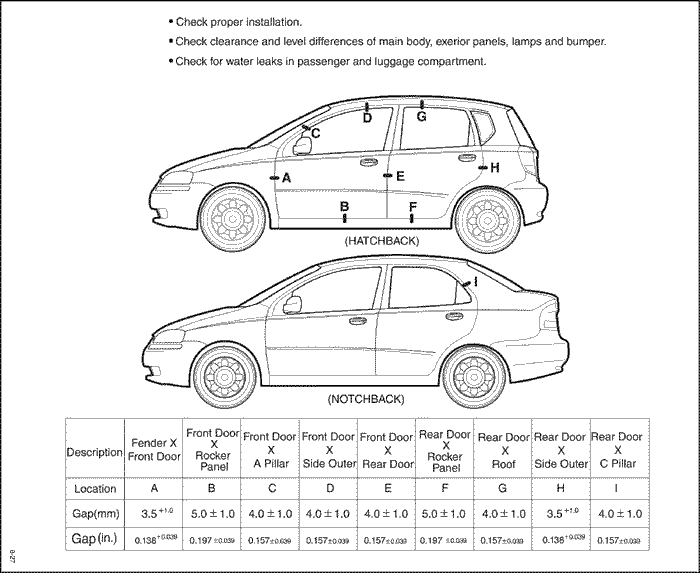 • Check proper installation.
• Check clearance and level differences of main body, exerior panels, lamps and bumper.
• Check for water leaks in passenger and luggage compartment.
D G
C
A E H
B F
(HATCHBACK)
I
(NOTCHBACK)
Description Fender X Front Door Front Door X Rocker Panel Front Door X A Pillar Front Door X Side Outer Front Door X Rear Door Rear Door X Rocker Panel Rear Door X Roof Rear Door X Side Outer Rear Door X C Pillar
Location A B C D E F G H I
Gap(mm) 3.5 +1.0 5.0 ± 1.0 4.0 ± 1.0 4.0 ± 1.0 4.0 ± 1.0 5.0 ± 1.0 4.0 ± 1.0 3.5 +1.0 4.0 ± 1.0
Gap(in.) 0.138 +0.039 0.197 ±0.039 0.157±0.039 0.157±0.039 0.157±0.039 0.197 ±0.039 0.157±0.039 0.138 +0.039 0.157±0.039